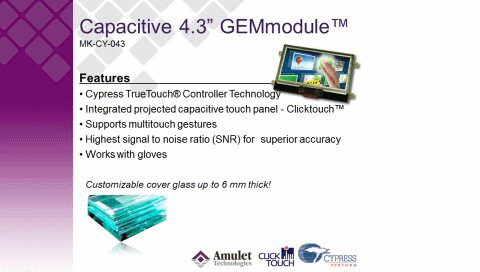 Capacitive 4.3” GEMmodule™
MK-CY-043
Features
• Cypress TrueTouch® Controller Technology
• Integrated projected capacitive touch panel - Clicktouch™
• Supports multitouch gestures
• Highest signal to noise ratio (SNR) for  superior accuracy
• Works with gloves
Customizable cover glass up to 6 mm thick!
Amulet
Technologies
CLICK
TOUCH
CYPRESS
PERFORM